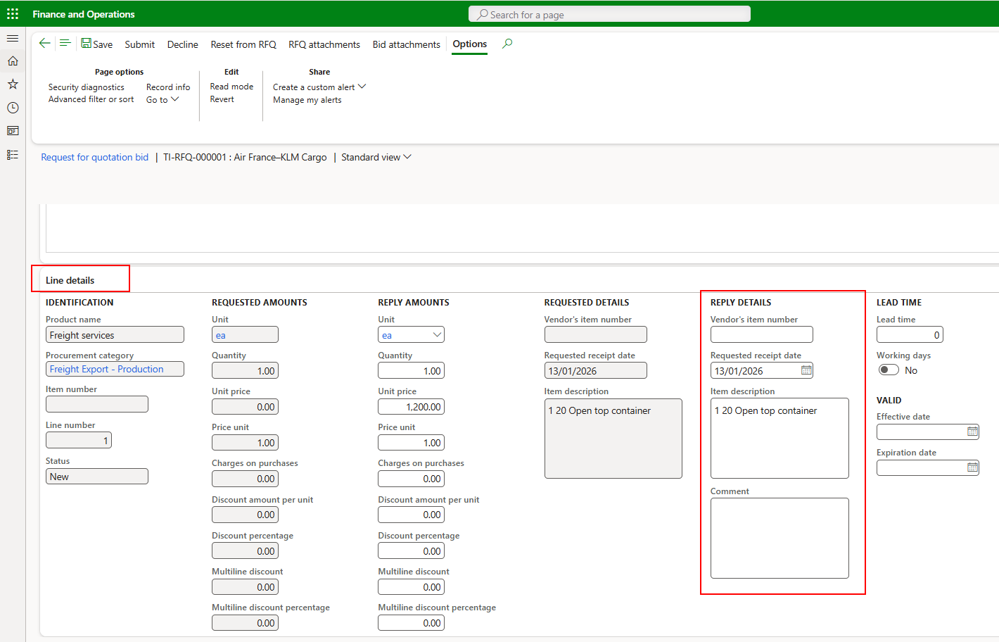 Finance and Operations
Search for a page
Save Submit Decline Reset from RFQ RFQ attachments Bid attachments Options
Page options
Security diagnostics Record info
Advanced filter or sort Go to
Edit
Read mode
Revert
Share
Create a custom alert
Manage my alerts
Request for quotation bid | TI-RFQ-000001 : Air France–KLM Cargo | Standard view
Line details
IDENTIFICATION
Product name
Freight services
Procurement category
Freight Export - Production
Item number
Line number
1
Status
New
REQUESTED AMOUNTS
Unit
ea
Quantity
1.00
Unit price
0.00
Price unit
1.00
Charges on purchases
0.00
Discount amount per unit
0.00
Discount percentage
0.00
Multiline discount
0.00
Multiline discount percentage
0.00
REPLY AMOUNTS
Unit
ea
Quantity
1.00
Unit price
1,200.00
Price unit
1.00
Charges on purchases
0.00
Discount amount per unit
0.00
Discount percentage
0.00
Multiline discount
0.00
Multiline discount percentage
0.00
REQUESTED DETAILS
Vendor's item number
Requested receipt date
13/01/2026
Item description
1 20 Open top container
REPLY DETAILS
Vendor's item number
Requested receipt date
13/01/2026
Item description
1 20 Open top container
Comment
LEAD TIME
Lead time
0
Working days
No
VALID
Effective date
Expiration date